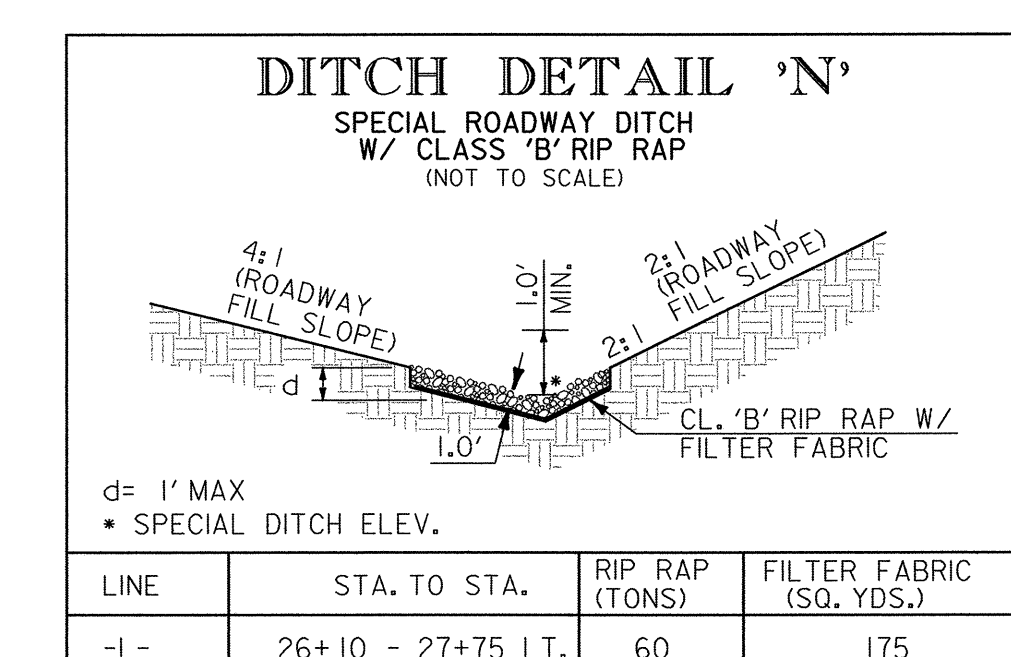 DITCH DETAIL 'N'
SPECIAL ROADWAY DITCH
W/ CLASS 'B' RIP RAP
(NOT TO SCALE)
4:1
(ROADWAY
FILL SLOPE)
1.0'
MIN.
2:1
(ROADWAY
FILL SLOPE)
2:1
*
d
1.0'
CL. 'B' RIP RAP W/
FILTER FABRIC
d= 1' MAX
* SPECIAL DITCH ELEV.
LINE STA. TO STA. RIP RAP (TONS) FILTER FABRIC (SQ. YDS.)
26+10 - 27+75 60 175